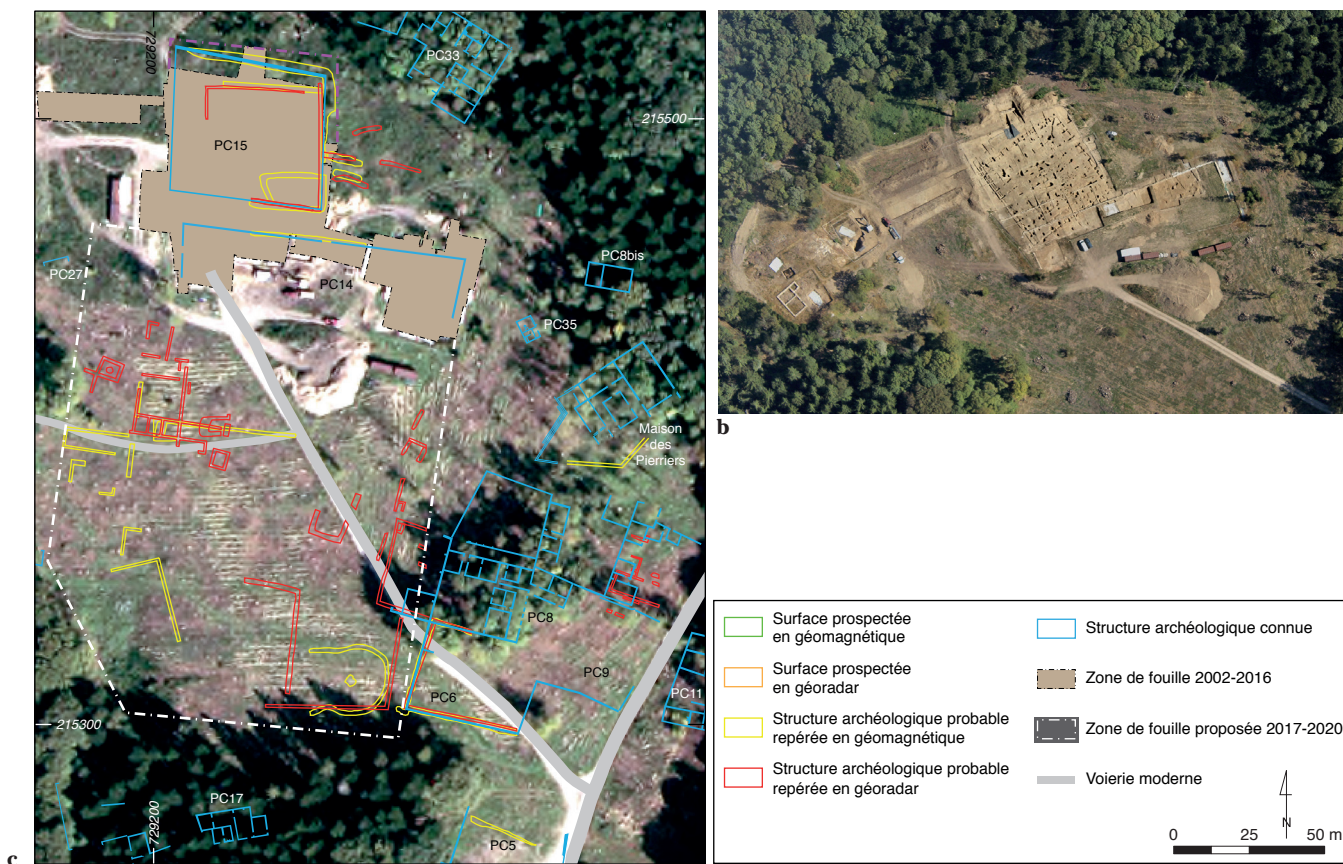 729200
PC33
215500
PC15
PC27
PC14
PC8bis
PC35
Maison
des
Pierriers
PC8
PC9
PC11
PC6
215300
PC17
729200
PC5
c
b
Surface prospectée
en géomagnétique
Surface prospectée
en géoradar
Structure archéologique probable
repérée en géomagnétique
Structure archéologique probable
repérée en géoradar
Structure archéologique connue
Zone de fouille 2002-2016
Zone de fouille proposée 2017-2020
Voierie moderne
N
0 25 50 m